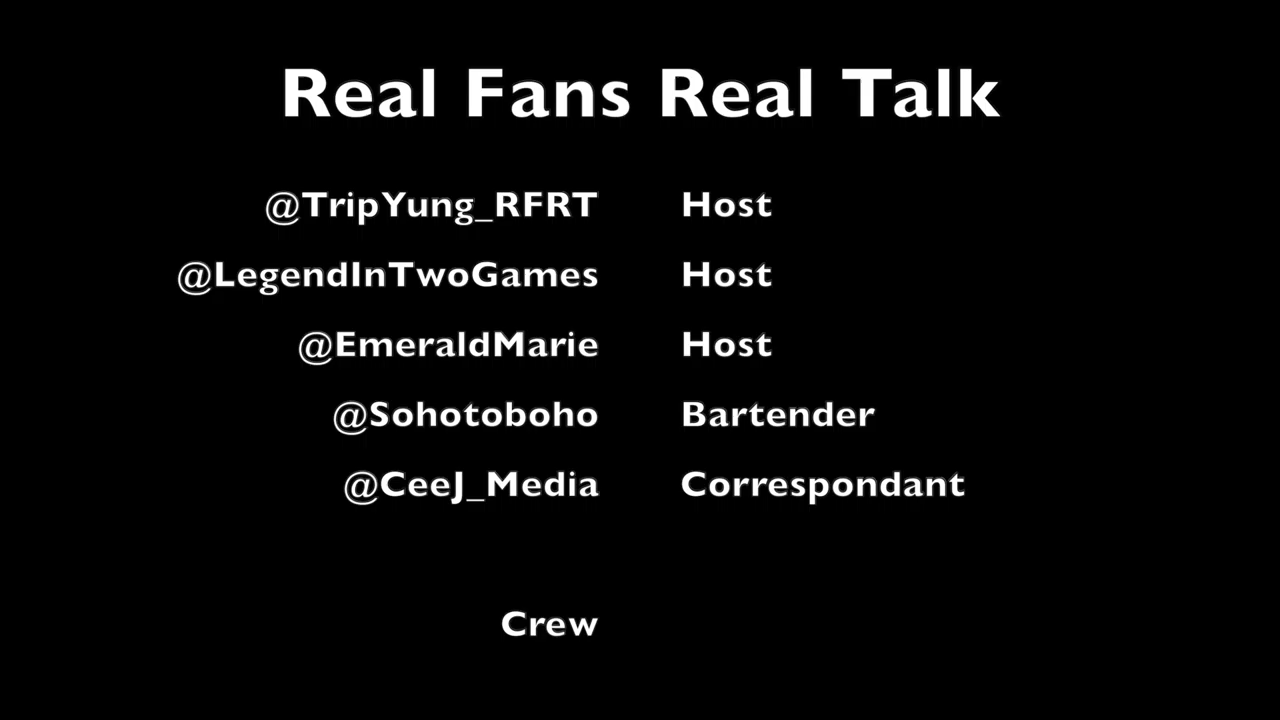 Real Fans Real Talk
@TripYung_RFRT Host
@LegendInTwoGames Host
@EmeraldMarie Host
@Sohotoboho Bartender
@CeeJ_Media Correspondant
Crew